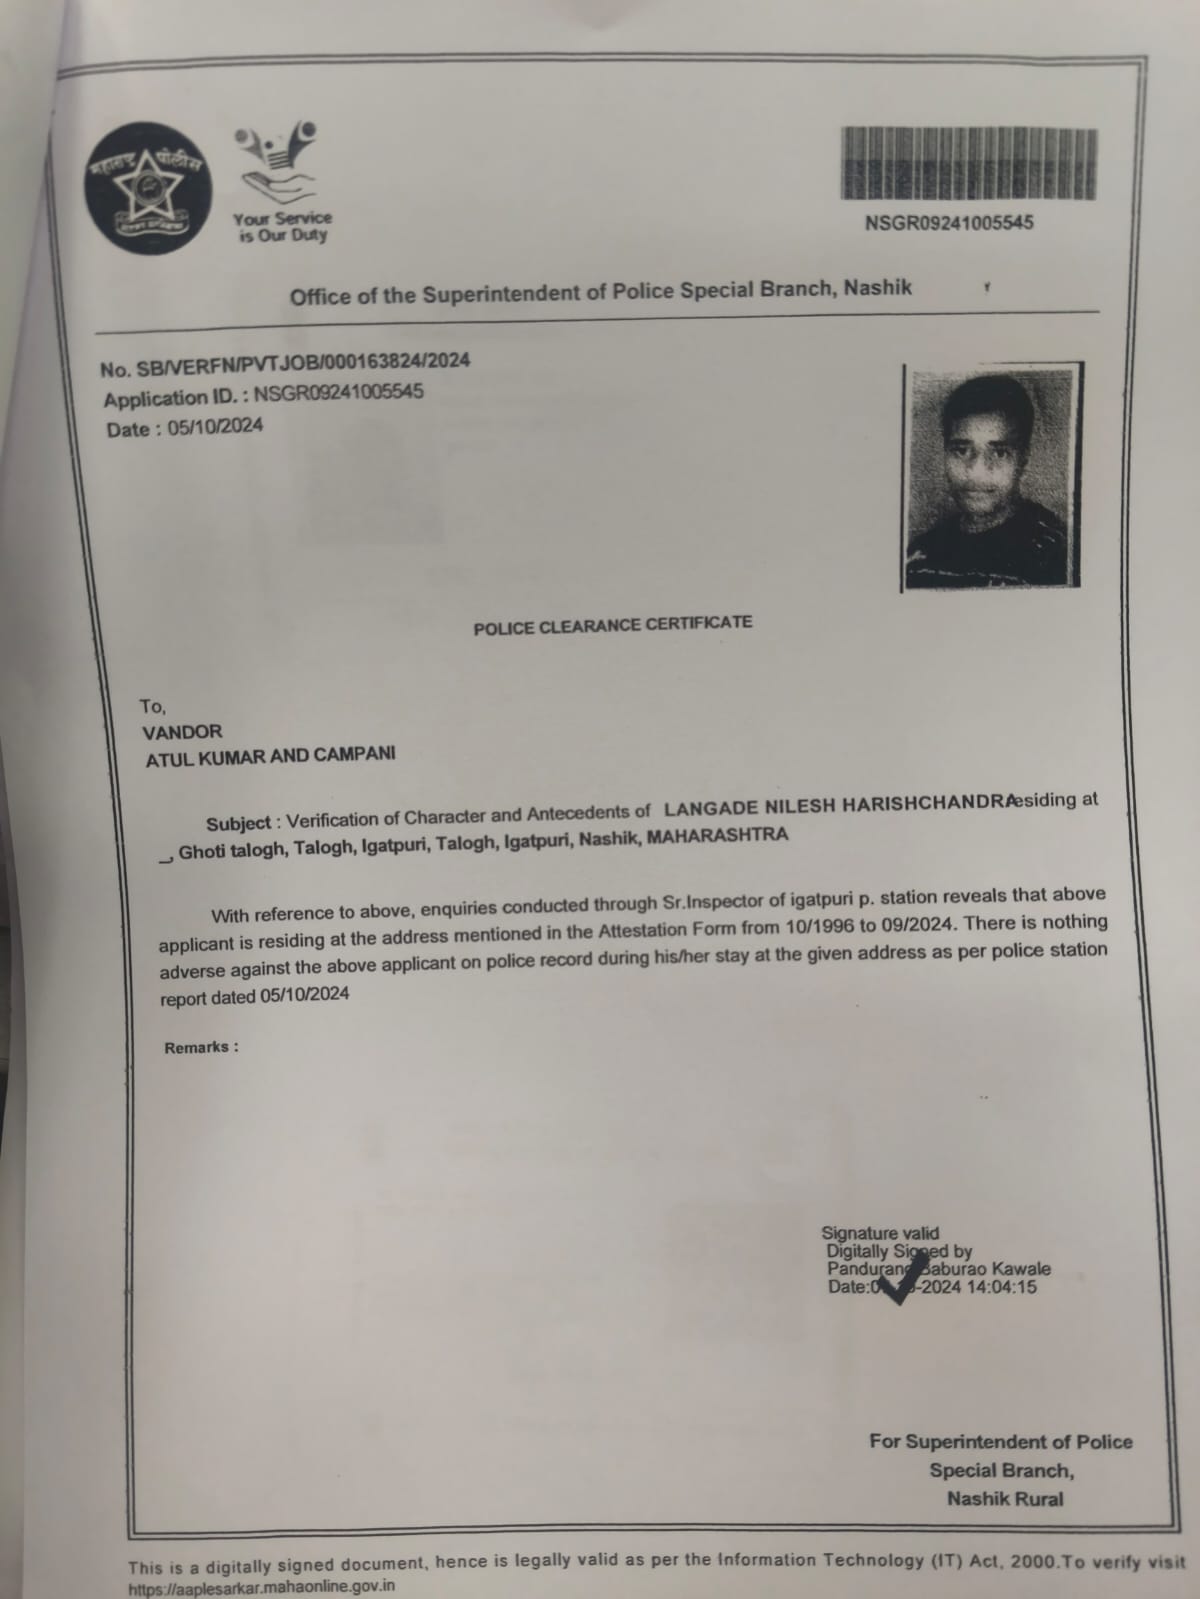 महाराष्ट्र पोलीस
Your Service
is Our Duty
NSGR09241005545
Office of the Superintendent of Police Special Branch, Nashik
No. SB/VERFN/PVTJOB/000163824/2024
Application ID. : NSGR09241005545
Date : 05/10/2024
POLICE CLEARANCE CERTIFICATE
To,
VANDOR
ATUL KUMAR AND CAMPANI
Subject : Verification of Character and Antecedents of LANGADE NILESH HARISHCHANDRA esiding at
_, Ghoti talogh, Talogh, Igatpuri, Talogh, Igatpuri, Nashik, MAHARASHTRA
With reference to above, enquiries conducted through Sr.Inspector of igatpuri p. station reveals that above
applicant is residing at the address mentioned in the Attestation Form from 10/1996 to 09/2024. There is nothing
adverse against the above applicant on police record during his/her stay at the given address as per police station
report dated 05/10/2024
Remarks :
Signature valid
Digitally Signed by
Pandurang Baburao Kawale
-2024 14:04:15
For Superintendent of Police
Special Branch,
Nashik Rural
This is a digitally signed document, hence is legally valid as per the Information Technology (IT) Act, 2000.To verify visit
https://aaplesarkar.mahaonline.gov.in